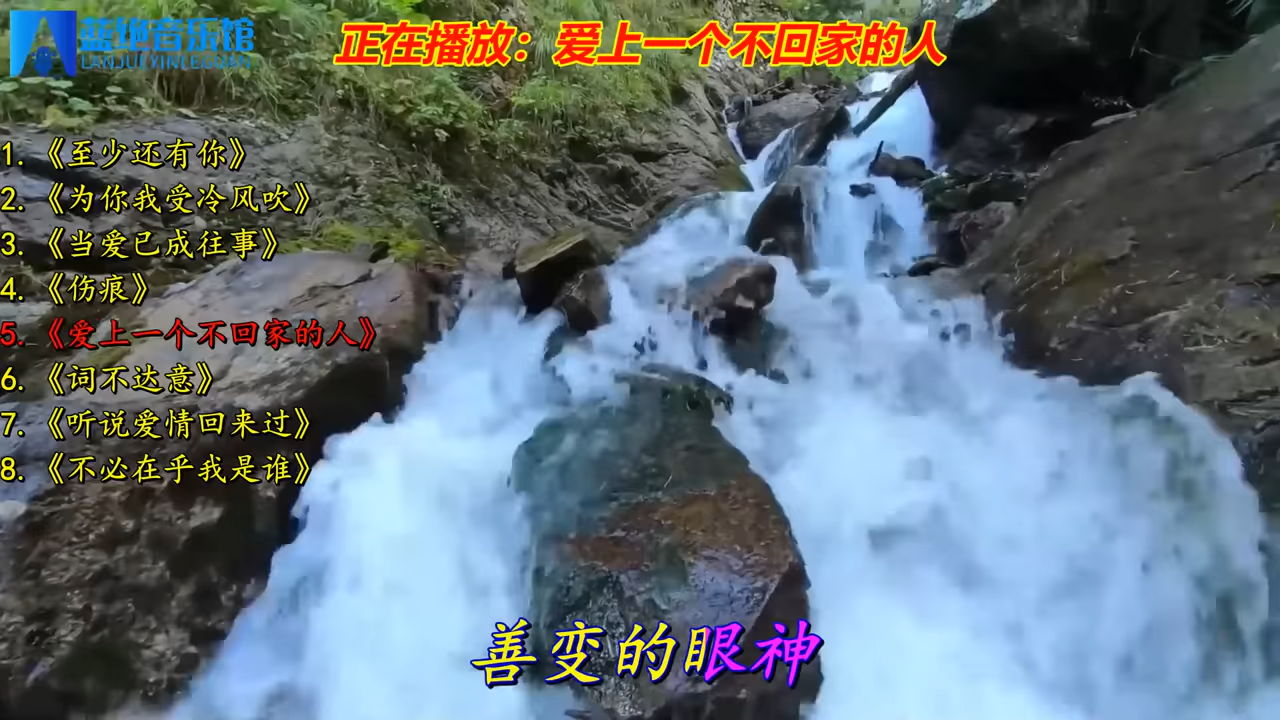 蓝绝音乐馆
LANJUEYINLEGUAN
正在播放：爱上一个不回家的人
1.《至少还有你》
2.《为你我受冷风吹》
3.《当爱已成往事》
4.《伤痕》
5.《爱上一个不回家的人》
6.《词不达意》
7.《听说爱情回来过》
8.《不必在乎我是谁》
善变的眼神